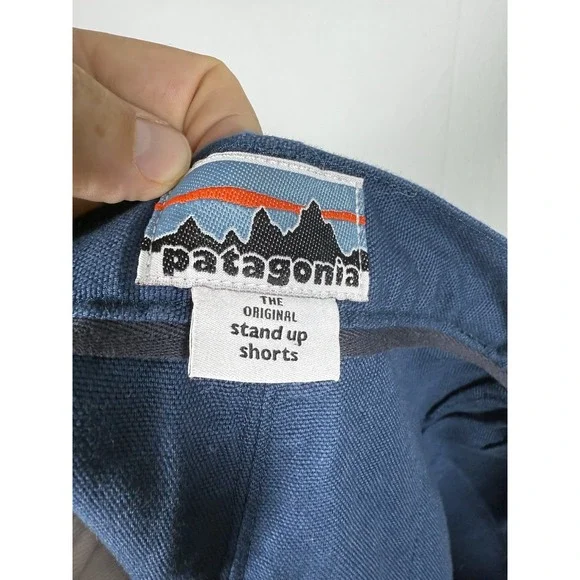 patagonia
THE
ORIGINAL
stand up
shorts